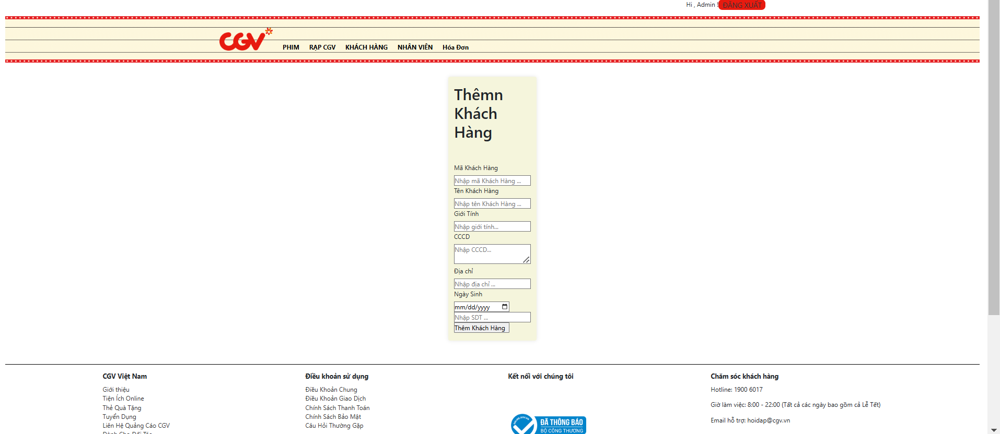 Hi , Admin !
ĐĂNG XUẤT
CGV
PHIM
RẠP CGV
KHÁCH HÀNG
NHÂN VIÊN
Hóa Đơn
Thêmn
Khách
Hàng
Mã Khách Hàng
Nhập mã Khách Hàng ...
Tên Khách Hàng
Nhập tên Khách Hàng ...
Giới Tính
Nhập giới tính...
CCCD
Nhập CCCD...
Địa chỉ
Nhập địa chỉ ...
Ngày Sinh
mm/dd/yyyy
Nhập SDT ...
Thêm Khách Hàng
CGV Việt Nam
Giới thiệu
Tiện Ích Online
Thẻ Quà Tặng
Tuyển Dụng
Liên Hệ Quảng Cáo CGV
Dành Cho Đối Tác
Điều khoản sử dụng
Điều Khoản Chung
Điều Khoản Giao Dịch
Chính Sách Thanh Toán
Chính Sách Bảo Mật
Câu Hỏi Thường Gặp
Kết nối với chúng tôi
ONLINE.GOV.VN
ĐÃ THÔNG BÁO
BỘ CÔNG THƯƠNG
Chăm sóc khách hàng
Hotline: 1900 6017
Giờ làm việc: 8:00 - 22:00 (Tất cả các ngày bao gồm cả Lễ Tết)
Email hỗ trợ: hoidap@cgv.vn